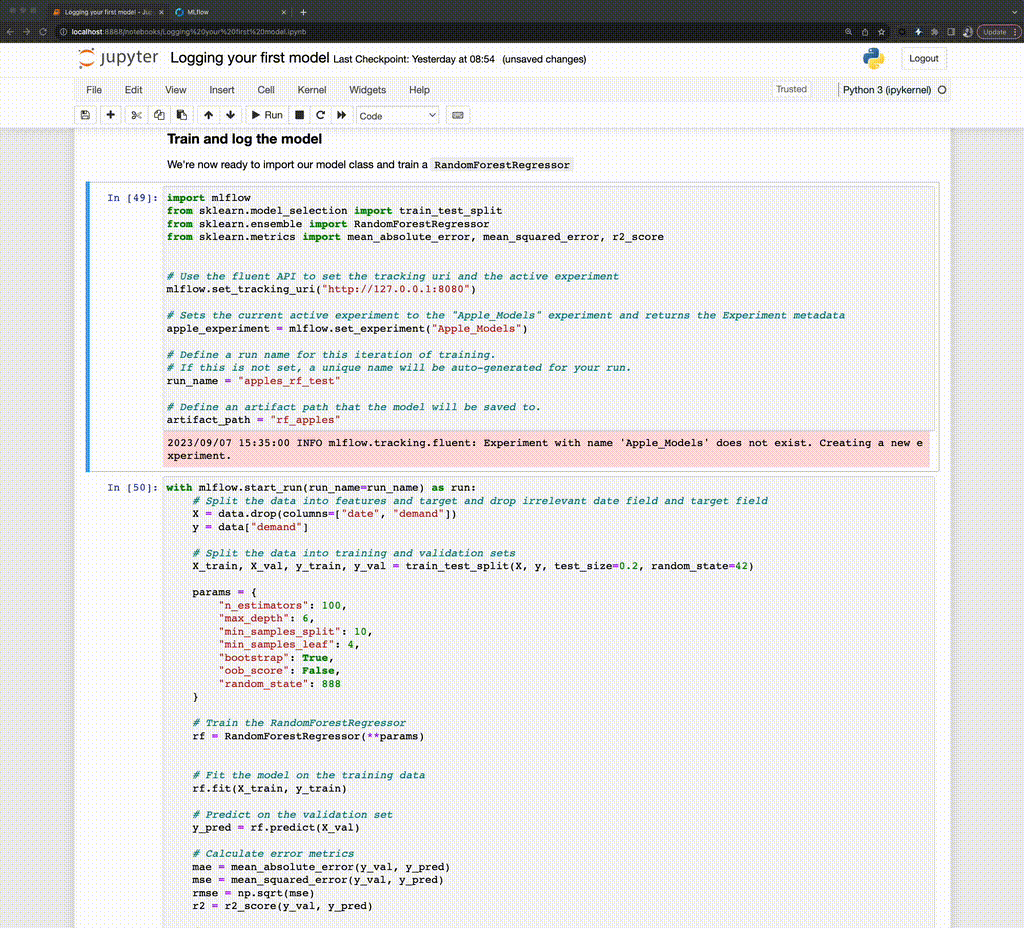 Logging your first model - Jup
MLflow
localhost:8888/notebooks/Logging%20your%20first%20model.ipynb
Update
jupyter Logging your first model Last Checkpoint: Yesterday at 08:54 (unsaved changes)
Logout
File Edit View Insert Cell Kernel Widgets Help
Trusted
Python 3 (ipykernel)
Run
Code
Train and log the model
We're now ready to import our model class and train a RandomForestRegressor
In [49]: import mlflow
from sklearn.model_selection import train_test_split
from sklearn.ensemble import RandomForestRegressor
from sklearn.metrics import mean_absolute_error, mean_squared_error, r2_score
# Use the fluent API to set the tracking uri and the active experiment
mlflow.set_tracking_uri("http://127.0.0.1:8080")
# Sets the current active experiment to the "Apple_Models" experiment and returns the Experiment metadata
apple_experiment = mlflow.set_experiment("Apple_Models")
# Define a run name for this iteration of training.
# If this is not set, a unique name will be auto-generated for your run.
run_name = "apples_rf_test"
# Define an artifact path that the model will be saved to.
artifact_path = "rf_apples"
2023/09/07 15:35:00 INFO mlflow.tracking.fluent: Experiment with name 'Apple_Models' does not exist. Creating a new e
xperiment.
In [50]: with mlflow.start_run(run_name=run_name) as run:
# Split the data into features and target and drop irrelevant date field and target field
X = data.drop(columns=["date", "demand"])
y = data["demand"]
# Split the data into training and validation sets
X_train, X_val, y_train, y_val = train_test_split(X, y, test_size=0.2, random_state=42)
params = {
"n_estimators": 100,
"max_depth": 6,
"min_samples_split": 10,
"min_samples_leaf": 4,
"bootstrap": True,
"oob_score": False,
"random_state": 888
}
# Train the RandomForestRegressor
rf = RandomForestRegressor(**params)
# Fit the model on the training data
rf.fit(X_train, y_train)
# Predict on the validation set
y_pred = rf.predict(X_val)
# Calculate error metrics
mae = mean_absolute_error(y_val, y_pred)
mse = mean_squared_error(y_val, y_pred)
rmse = np.sqrt(mse)
r2 = r2_score(y_val, y_pred)